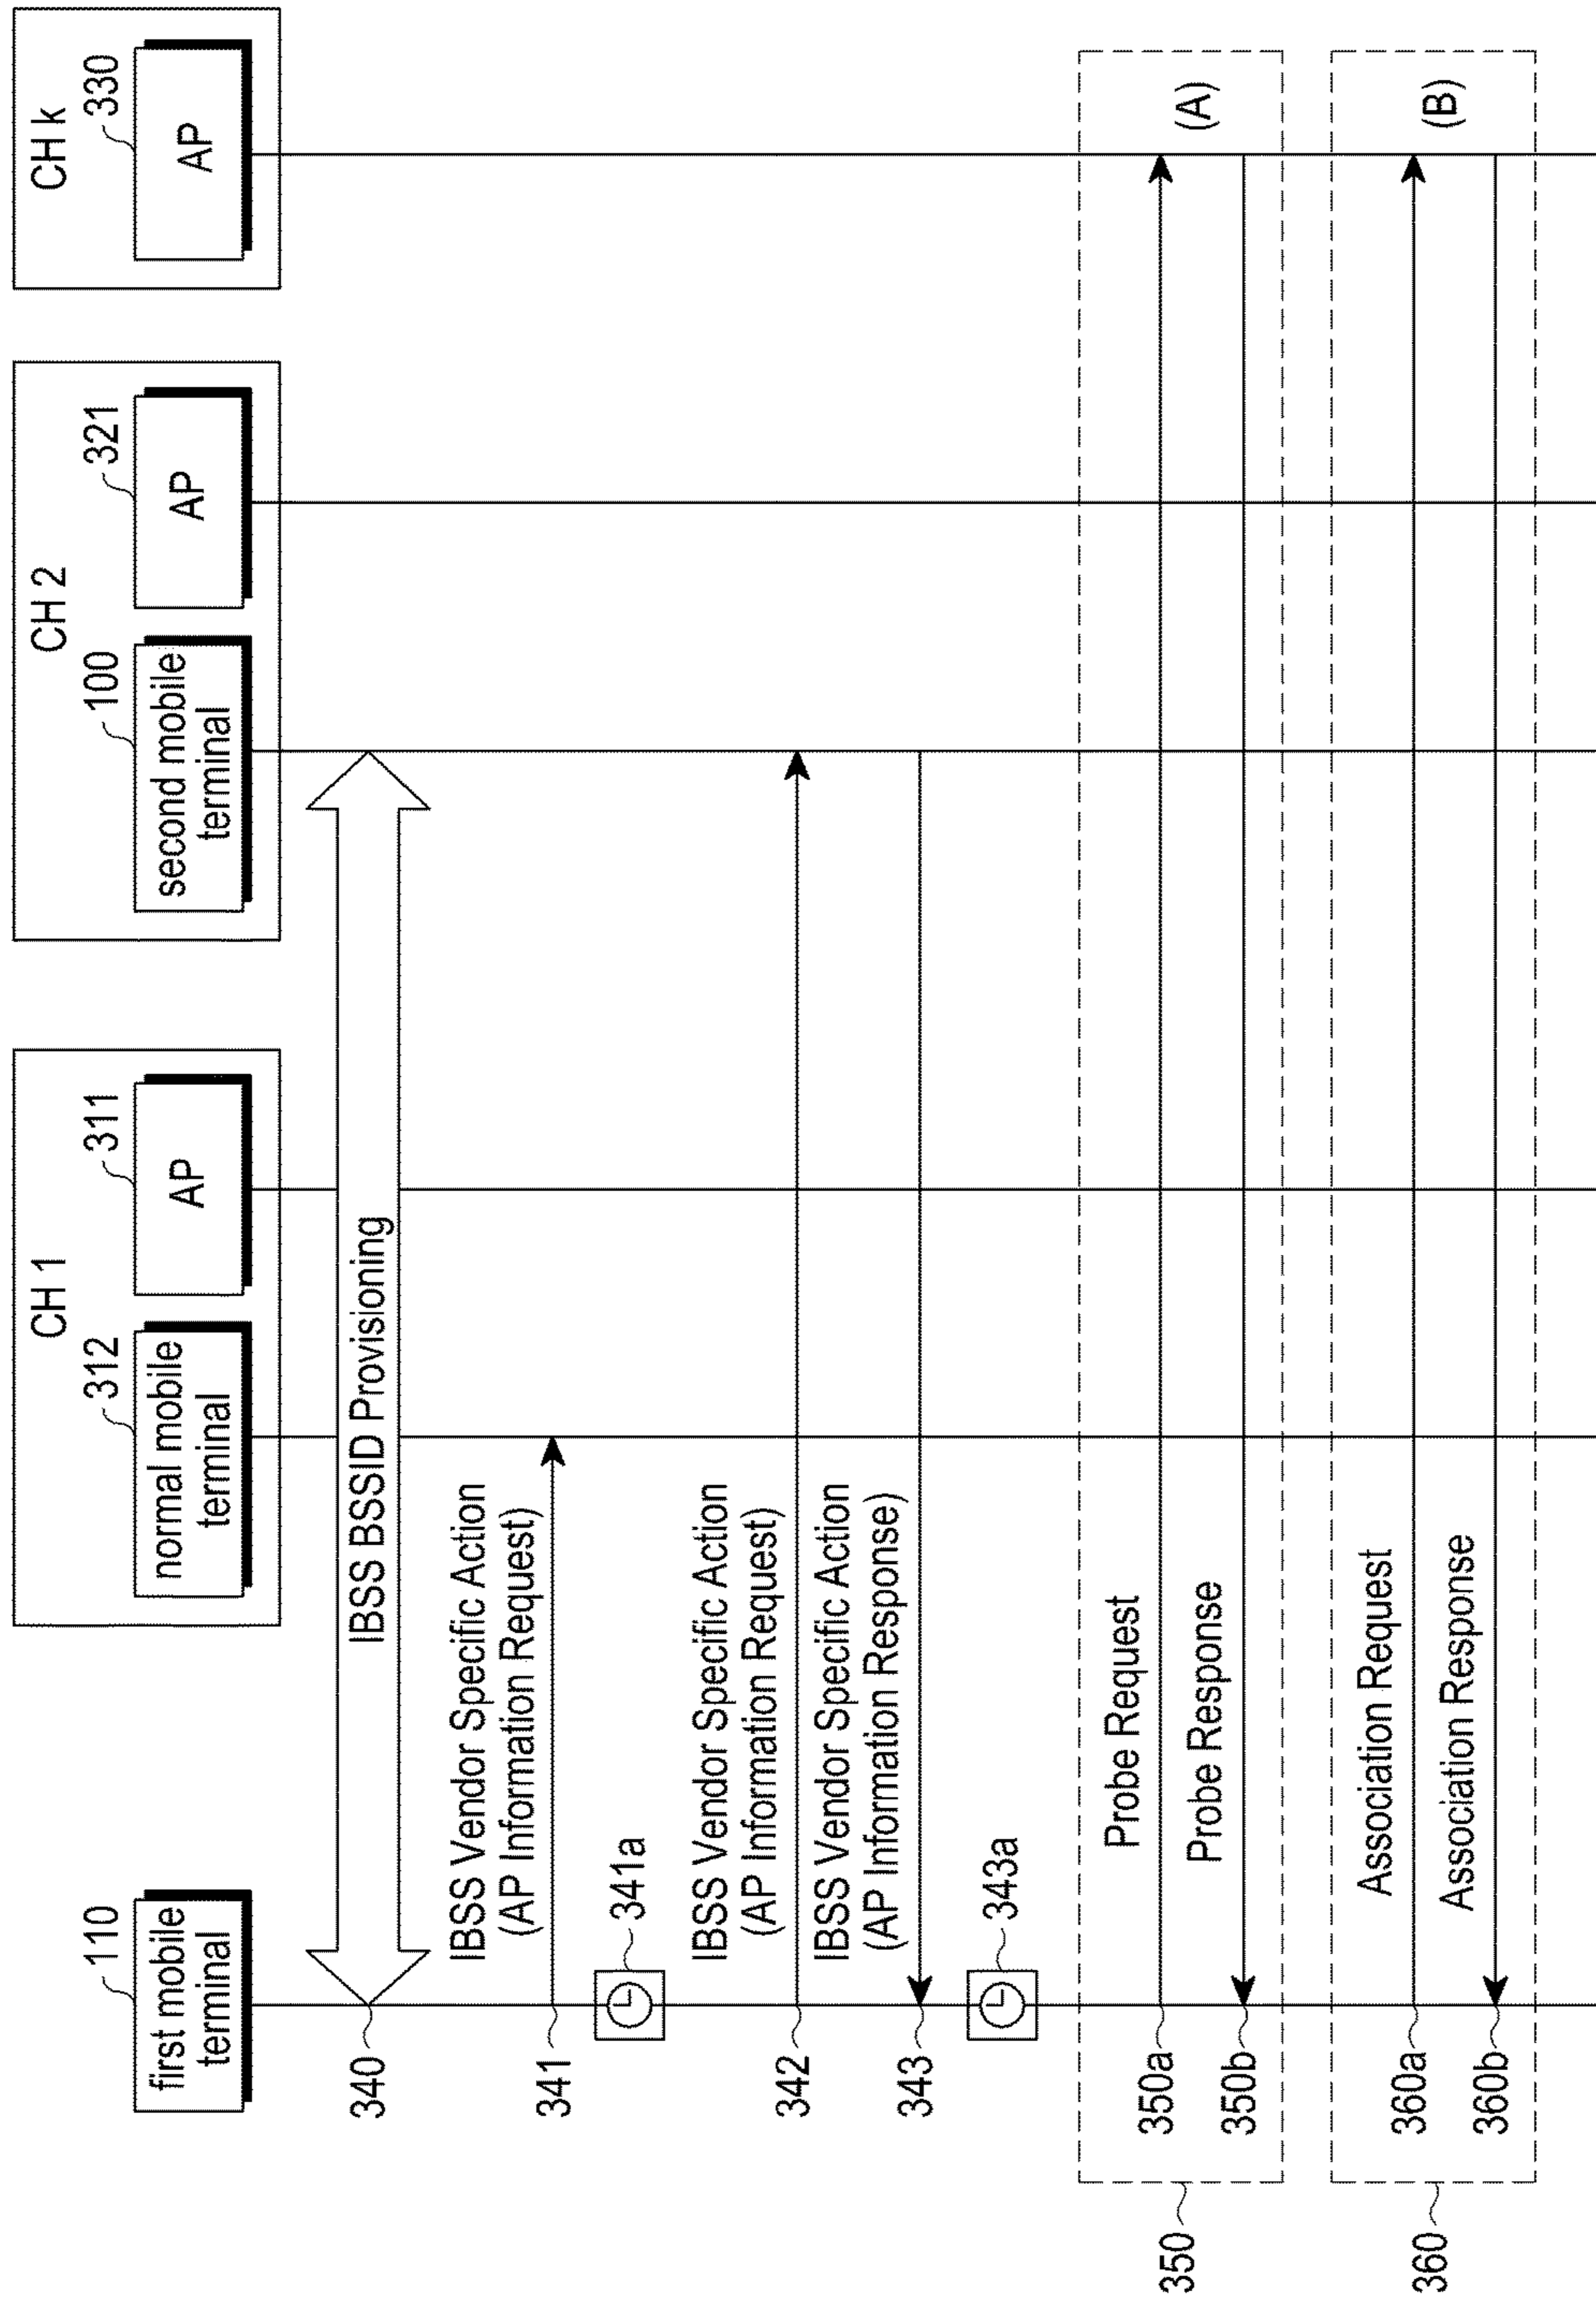 110
first mobile
terminal
CH 1
312
normal mobile
terminal
311
AP
CH 2
100
second mobile
terminal
321
AP
CH k
330
AP
340
IBSS BSSID Provisioning
341
IBSS Vendor Specific Action
(AP Information Request)
341a
342
IBSS Vendor Specific Action
(AP Information Request)
343
IBSS Vendor Specific Action
(AP Information Response)
343a
350
350a
Probe Request
350b
Probe Response
(A)
360
360a
Association Request
360b
Association Response
(B)